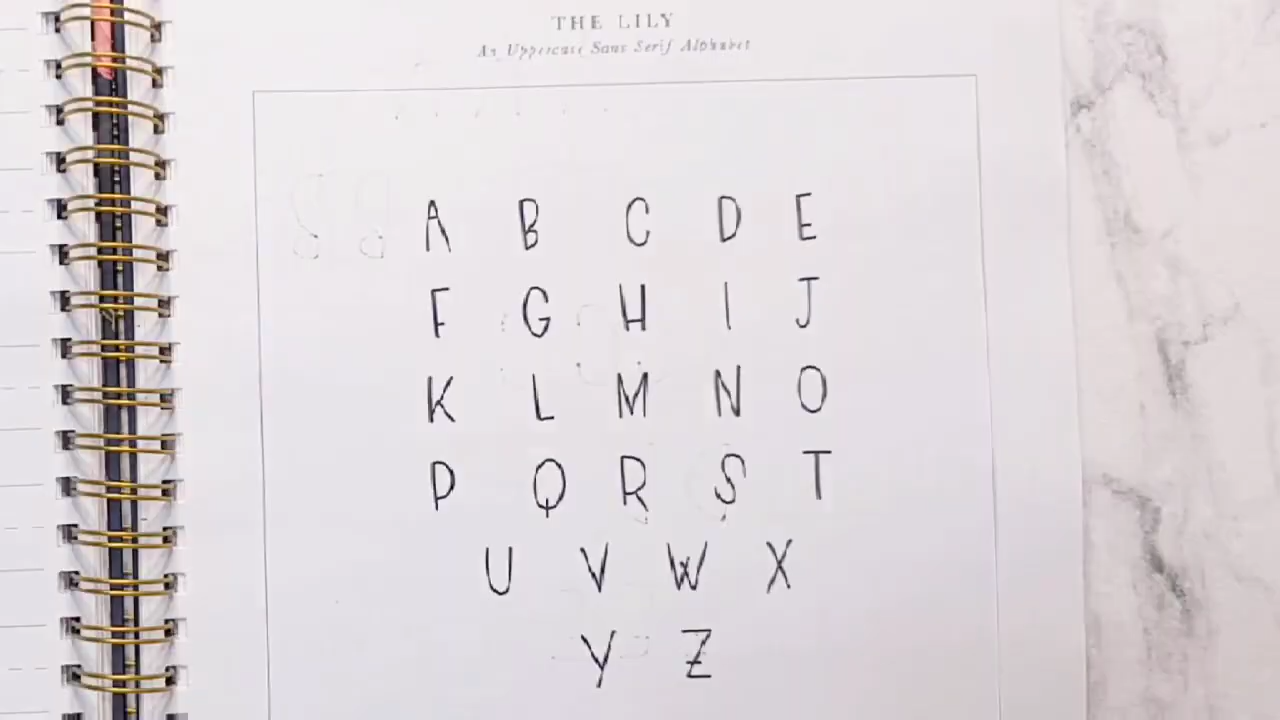 THE LILY
An Uppercase Sans Serif Alphabet
A B C D E
F G H I J
K L M N O
P Q R S T
U V W X
Y Z